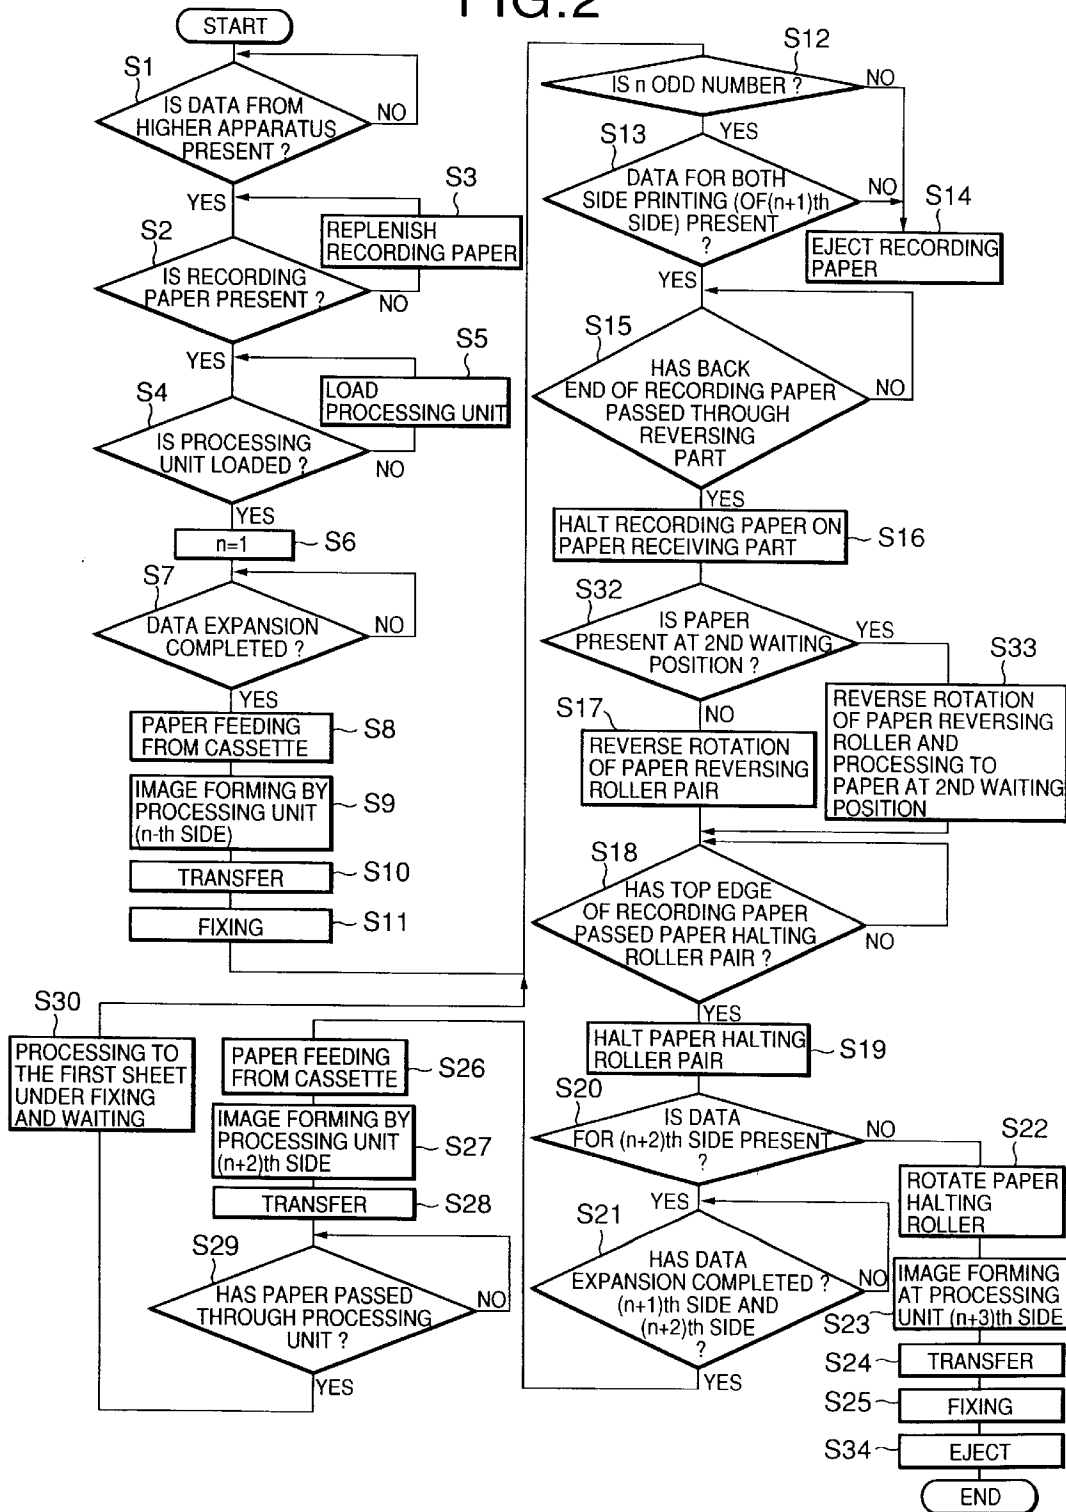 FIG.2
START
S1
IS DATA FROM
HIGHER APPARATUS
PRESENT ?
NO
YES
S3
REPLENISH
RECORDING PAPER
S2
IS RECORDING
PAPER PRESENT ?
NO
YES
S5
LOAD
PROCESSING UNIT
S4
IS PROCESSING
UNIT LOADED ?
NO
YES
n=1
S6
S7
DATA EXPANSION
COMPLETED ?
NO
YES
PAPER FEEDING
FROM CASSETTE
S8
IMAGE FORMING BY
PROCESSING UNIT
(n-th SIDE)
S9
TRANSFER
S10
FIXING
S11
S12
IS n ODD NUMBER ?
NO
YES
S13
DATA FOR BOTH
SIDE PRINTING (OF(n+1)th
SIDE) PRESENT
?
NO
S14
EJECT RECORDING
PAPER
YES
S15
HAS BACK
END OF RECORDING PAPER
PASSED THROUGH
REVERSING
PART
NO
YES
HALT RECORDING PAPER ON
PAPER RECEIVING PART
S16
S32
IS PAPER
PRESENT AT 2ND WAITING
POSITION ?
YES
S33
REVERSE ROTATION
OF PAPER REVERSING
ROLLER AND
PROCESSING TO
PAPER AT 2ND WAITING
POSITION
NO
S17
REVERSE ROTATION
OF PAPER REVERSING
ROLLER PAIR
S18
HAS TOP EDGE
OF RECORDING PAPER
PASSED PAPER HALTING
ROLLER PAIR ?
NO
YES
HALT PAPER HALTING
ROLLER PAIR
S19
S20
IS DATA
FOR (n+2)th SIDE PRESENT
?
NO
S22
ROTATE PAPER
HALTING
ROLLER
YES
S21
HAS DATA
EXPANSION COMPLETED ?
(n+1)th SIDE AND
(n+2)th SIDE
?
NO
YES
IMAGE FORMING
AT PROCESSING
UNIT (n+3)th SIDE
S23
S24
TRANSFER
S25
FIXING
S34
EJECT
END
S26
PAPER FEEDING
FROM CASSETTE
IMAGE FORMING BY
PROCESSING UNIT
(n+2)th SIDE
S27
TRANSFER
S28
S29
HAS PAPER PASSED
THROUGH PROCESSING
UNIT ?
NO
YES
S30
PROCESSING TO
THE FIRST SHEET
UNDER FIXING
AND WAITING